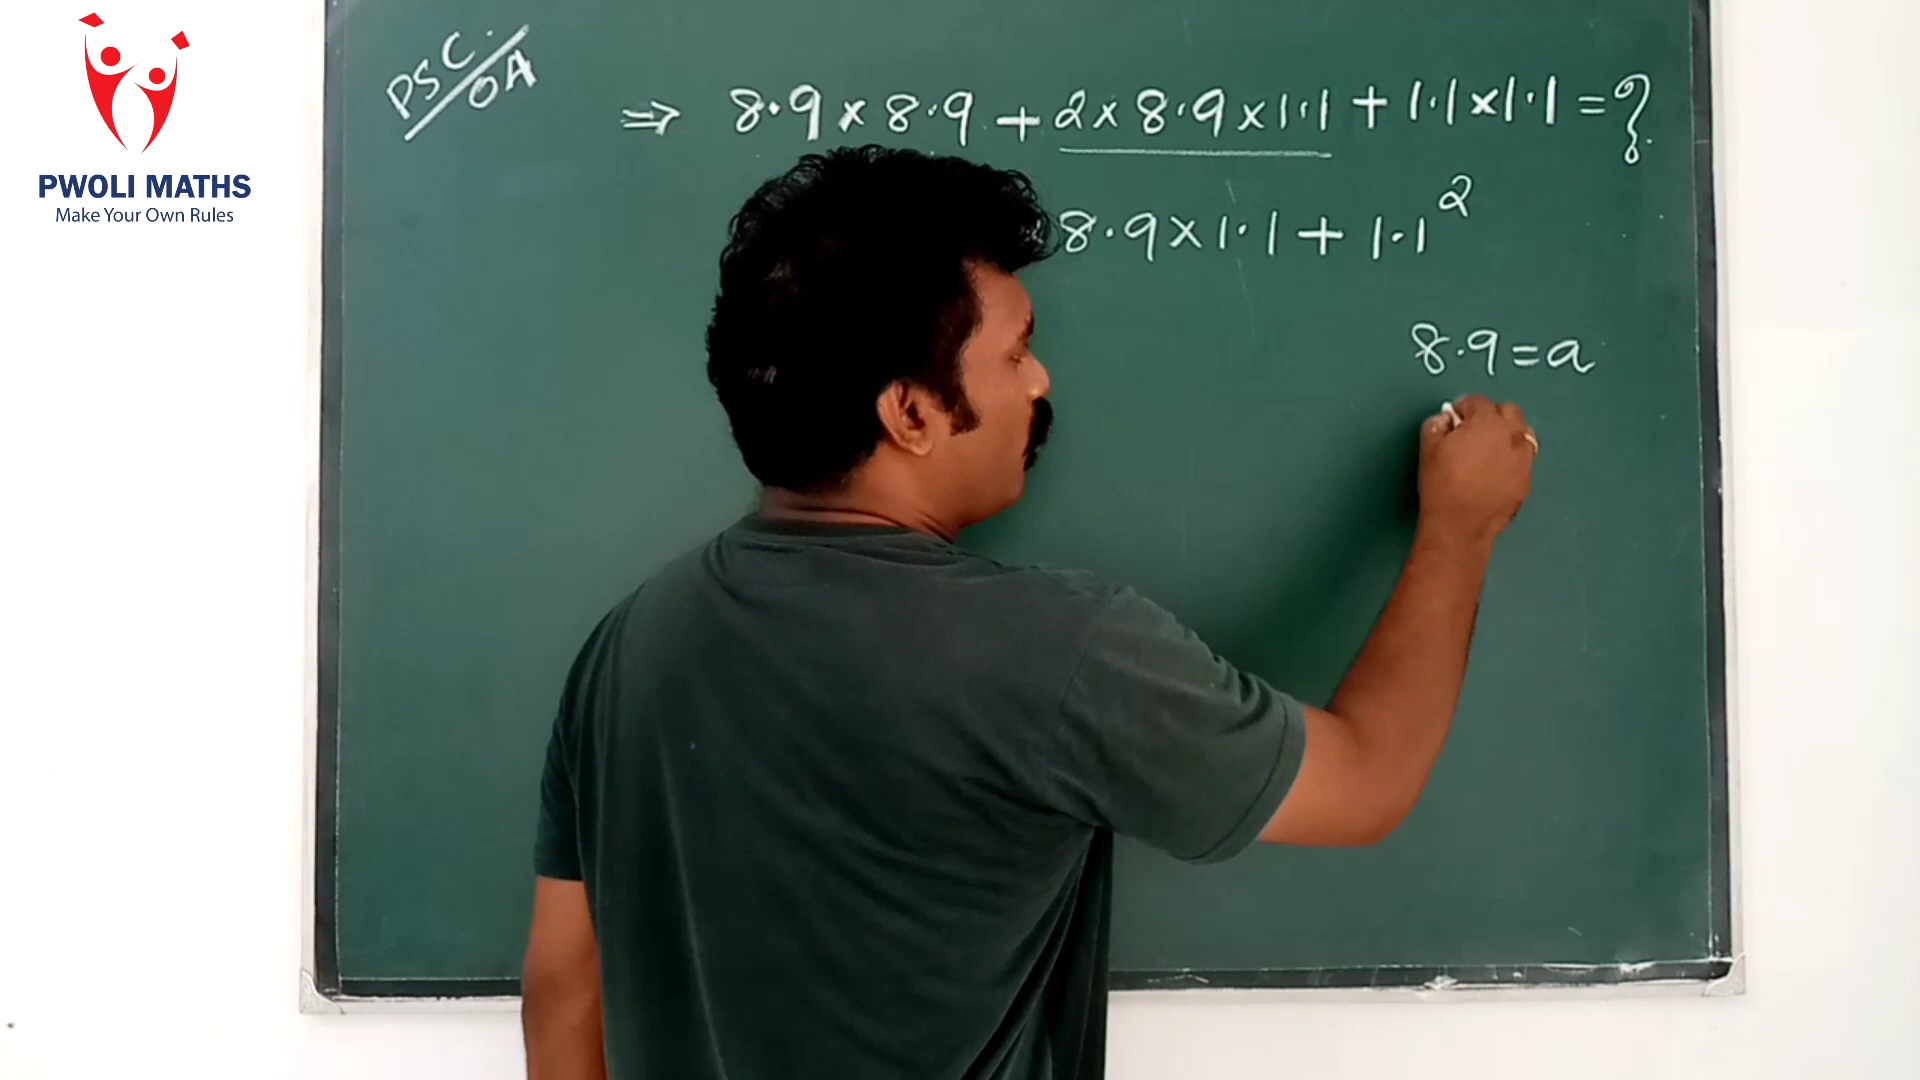 PWOLI MATHS
Make Your Own Rules
PSC/OA
⇒ 8.9 × 8.9 + 2 × 8.9 × 1.1 + 1.1 × 1.1 = ?
8.9 × 1.1 + 1.1²
8.9 = a